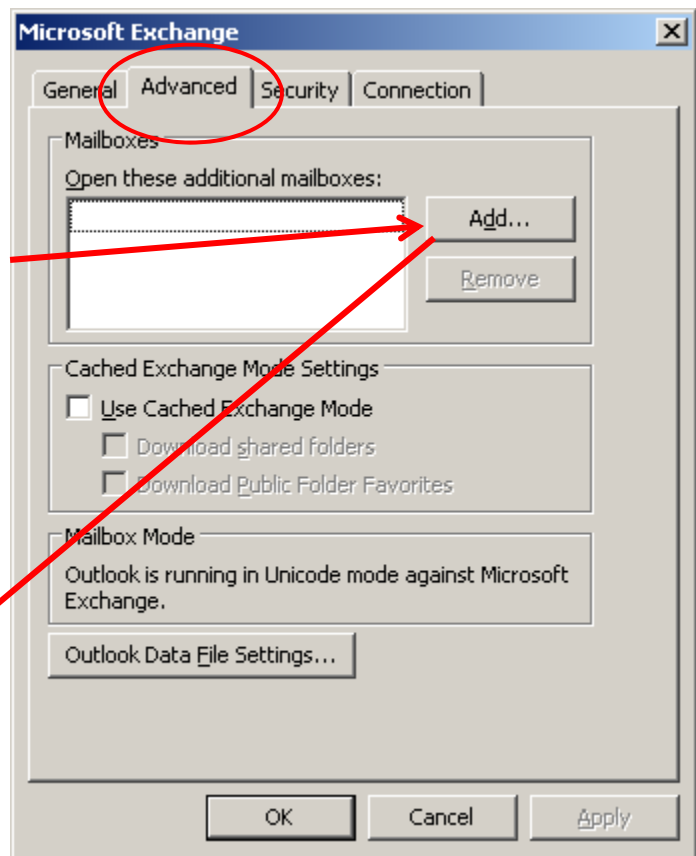 Microsoft Exchange
General Advanced Security Connection
Mailboxes
Open these additional mailboxes:
Add...
Remove
Cached Exchange Mode Settings
Use Cached Exchange Mode
Download shared folders
Download Public Folder Favorites
Mailbox Mode
Outlook is running in Unicode mode against Microsoft
Exchange.
Outlook Data File Settings...
OK Cancel Apply